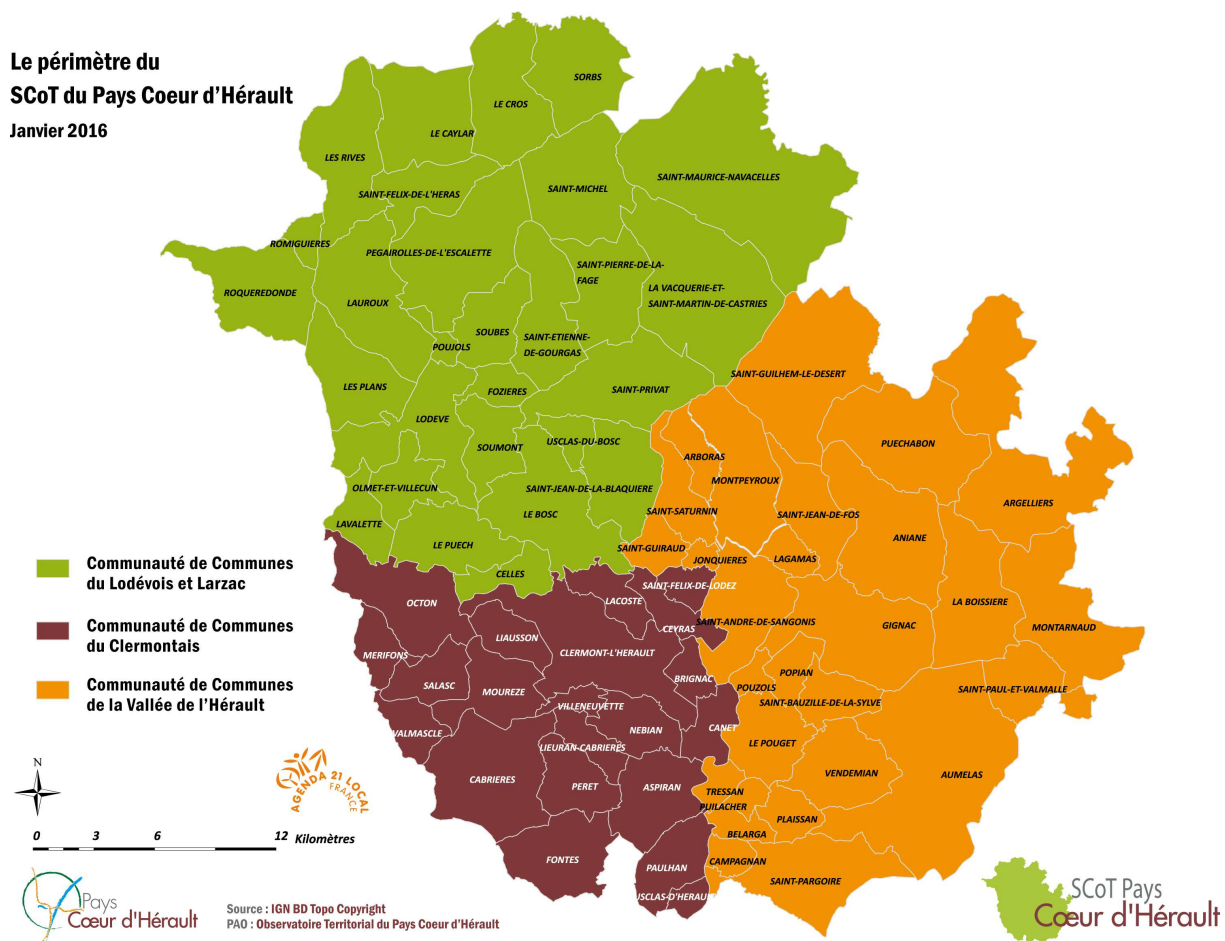 Le périmètre du
SCoT du Pays Coeur d'Hérault
Janvier 2016
SORBS
LE CROS
LE CAYLAR
LES RIVES
SAINT-MAURICE-NAVACELLES
SAINT-MICHEL
SAINT-FELIX-DE-L'HERAS
ROMIGUIERES
PEGAIROLLES-DE-L'ESCALETTE
SAINT-PIERRE-DE-LA-
FAGE
LA VACQUERIE-ET-
SAINT-MARTIN-DE-CASTRIES
ROQUEREDONDE
LAUROUX
SOUBES
SAINT-ETIENNE-
DE-GOURGAS
POUJOLS
SAINT-GUILHEM-LE-DESERT
LES PLANS
FOZIERES
SAINT-PRIVAT
LODEVE
SOUMONT
USCLAS-DU-BOSC
PUECHABON
ARBORAS
MONTPEYROUX
OLMET-ET-VILLECUN
SAINT-JEAN-DE-LA-BLAQUIERE
ARGELLIERS
LE BOSC
SAINT-SATURNIN
SAINT-JEAN-DE-FOS
LAVALETTE
ANIANE
LE PUECH
SAINT-GUIRAUD
JONQUIERES
LAGAMAS
CELLES
SAINT-FELIX-DE-LODEZ
OCTON
LACOSTE
LA BOISSIERE
SAINT-ANDRE-DE-SANGONIS
CEYRAS
GIGNAC
MONTARNAUD
LIAUSSON
CLERMONT-L'HERAULT
MERIFONS
SALASC
MOUREZE
BRIGNAC
POPIAN
POUZOLS
SAINT-PAUL-ET-VALMALLE
SAINT-BAUZILLE-DE-LA-SYLVE
VILLENEUVETTE
VALMASCLE
NEBIAN
CANET
LE POUGET
LIEURAN-CABRIERES
CABRIERES
PERET
ASPIRAN
VENDEMIAN
AUMELAS
TRESSAN
PUILACHER
PLAISSAN
BELARGA
FONTES
PAULHAN
CAMPAGNAN
SAINT-PARGOIRE
USCLAS-D'HERAULT
Communauté de Communes
du Lodévois et Larzac
Communauté de Communes
du Clermontais
Communauté de Communes
de la Vallée de l'Hérault
N
AGENDA 21 LOCAL
FRANCE
0 3 6 12 Kilomètres
Pays
Cœur d'Hérault
Source : IGN BD Topo Copyright
PAO : Observatoire Territorial du Pays Coeur d'Hérault
SCoT Pays
Cœur d'Hérault